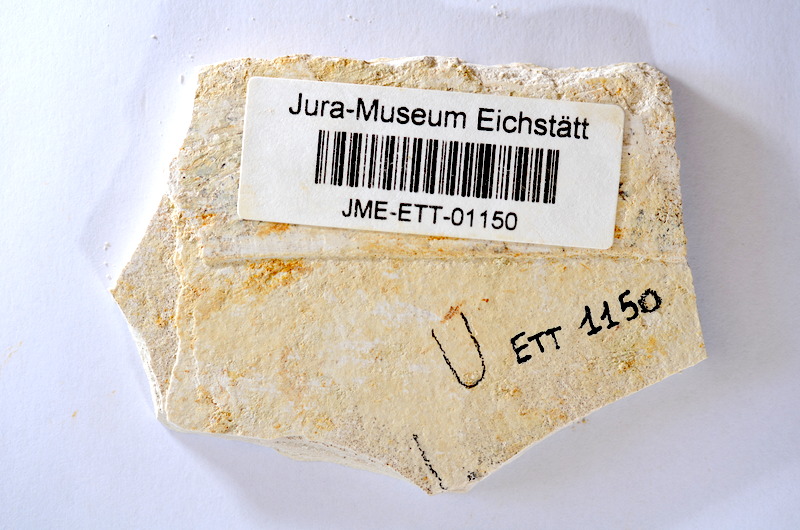 Jura-Museum Eichstätt
JME-ETT-01150
U ETT 1150